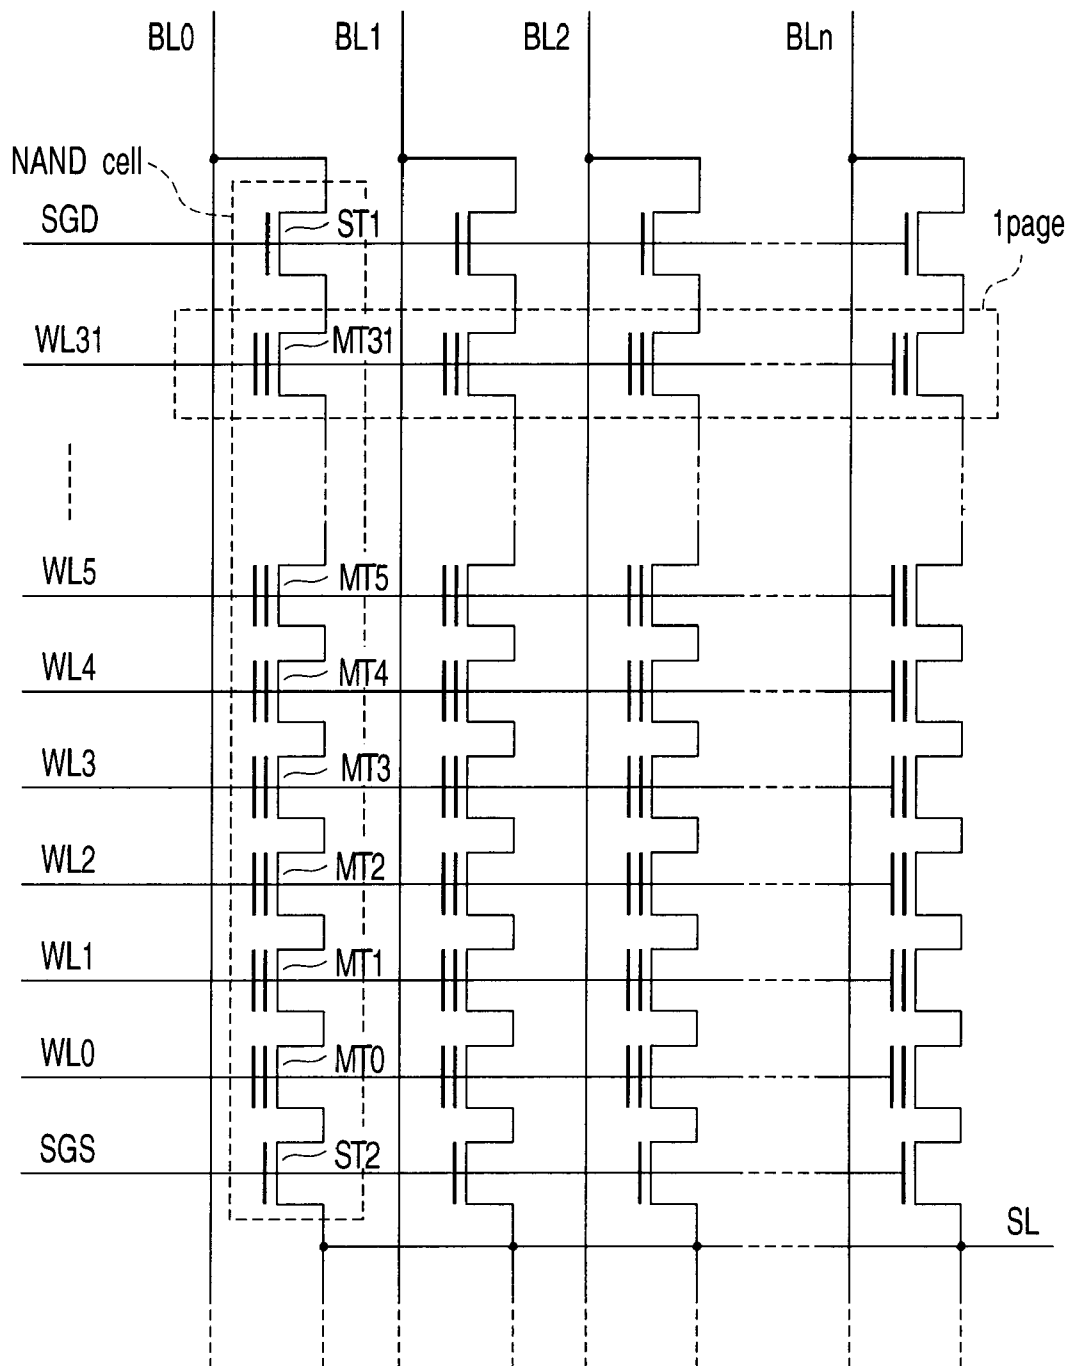 BL0 BL1 BL2 BLn
NAND cell
SGD ST1 1page
WL31 MT31
WL5 MT5
WL4 MT4
WL3 MT3
WL2 MT2
WL1 MT1
WL0 MT0
SGS ST2
SL